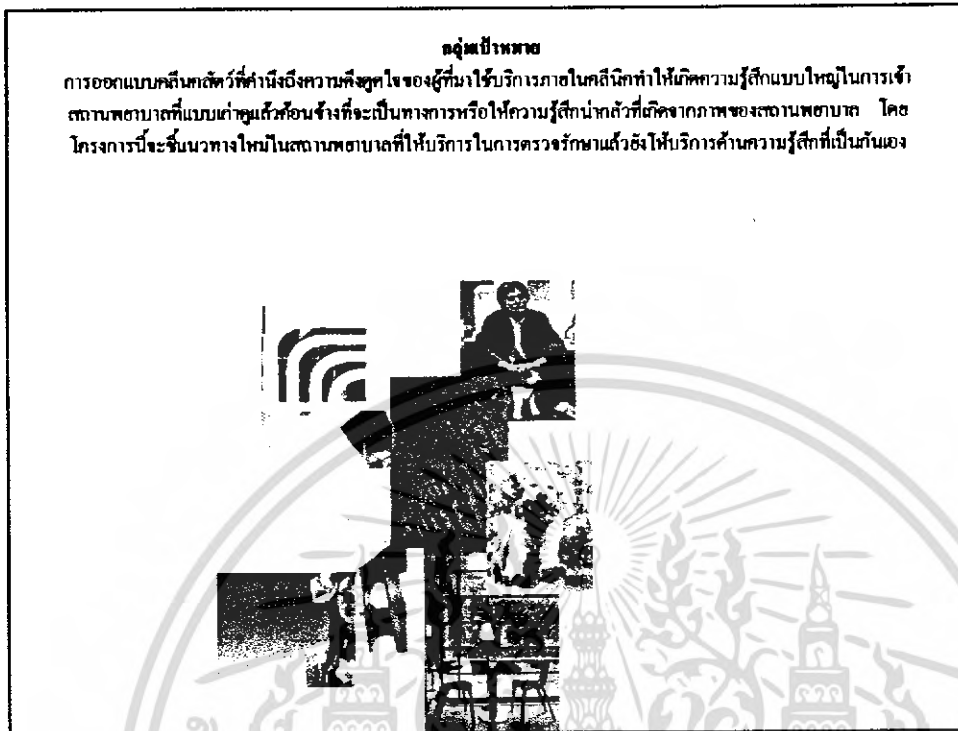 กลุ่มเป้าหมาย
การออกแบบคลีนิคสัตว์ที่คำนึงถึงความดึงดูดใจของผู้ที่มาใช้บริการภายในคลีนิคทำให้เกิดความรู้สึกแบบใหญ่ในการเข้า
สถานพยาบาลที่แบบเก่าดูแล้วค่อนข้างที่จะเป็นทางการหรือให้ความรู้สึกน่ากลัวที่เกิดจากภาพของสถานพยาบาล โดย
โครงการนี้จะชี้นวทางใหม่ในสถานพยาบาลที่ให้บริการในการตรวจรักษาแล้วยังให้บริการด้านความรู้สึกที่เป็นกันเอง